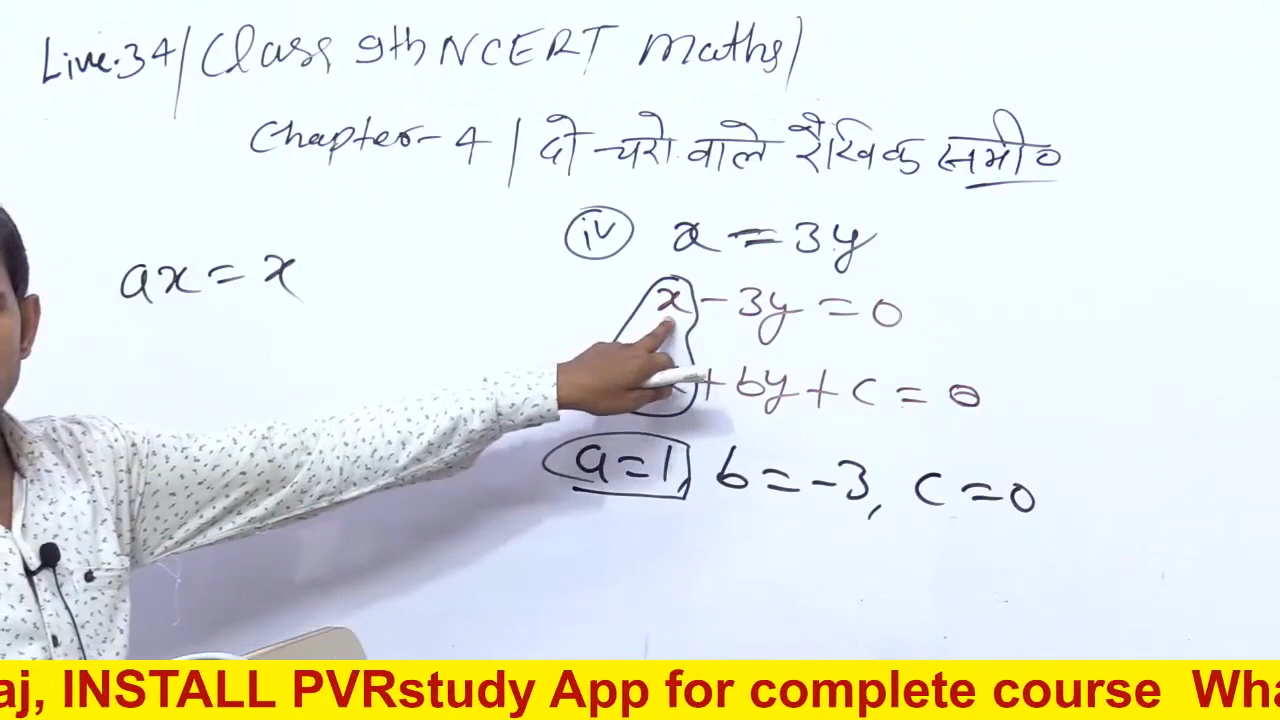 Live.34/ Class 9th NCERT Maths/
Chapter-4 / दो चरो वाले रैखिक समी०
(iv) x = 3y
ax = x
x - 3y = 0
+ by + c = 0
a = 1, b = -3, c = 0
aj, INSTALL PVRstudy App for complete course Wha